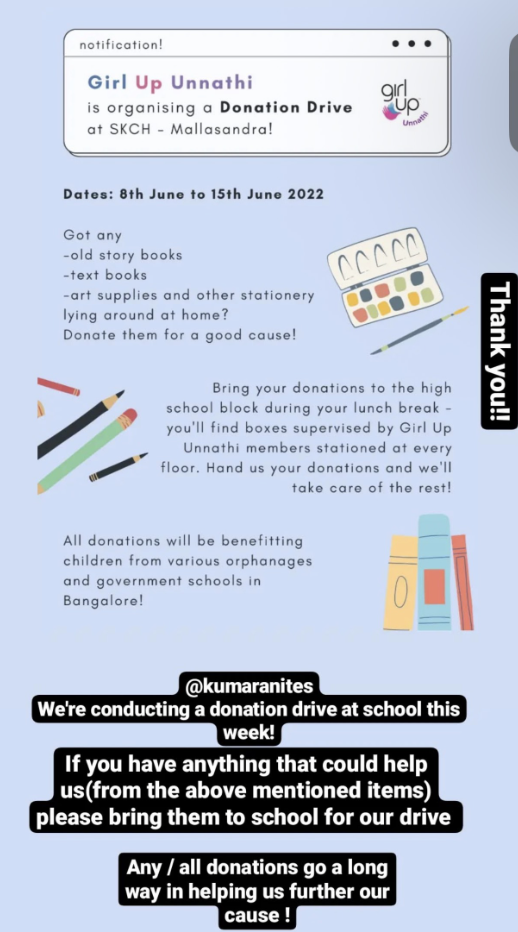 notification!
Girl Up Unnathi
is organising a Donation Drive
at SKCH - Mallasandra!
girl
up
Unnathi
Dates: 8th June to 15th June 2022
Got any
-old story books
-text books
-art supplies and other stationery
lying around at home?
Donate them for a good cause!
Thank you!!
Bring your donations to the high
school block during your lunch break -
you'll find boxes supervised by Girl Up
Unnathi members stationed at every
floor. Hand us your donations and we'll
take care of the rest!
All donations will be benefitting
children from various orphanages
and government schools in
Bangalore!
@kumaranites
We're conducting a donation drive at school this
week!
If you have anything that could help
us(from the above mentioned items)
please bring them to school for our drive
Any / all donations go a long
way in helping us further our
cause !